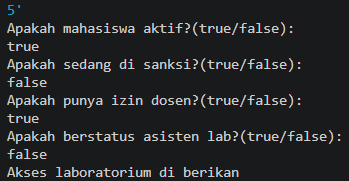 5'
Apakah mahasiswa aktif?(true/false):
true
Apakah sedang di sanksi?(true/false):
false
Apakah punya izin dosen?(true/false):
true
Apakah berstatus asisten lab?(true/false):
false
Akses laboratorium di berikan